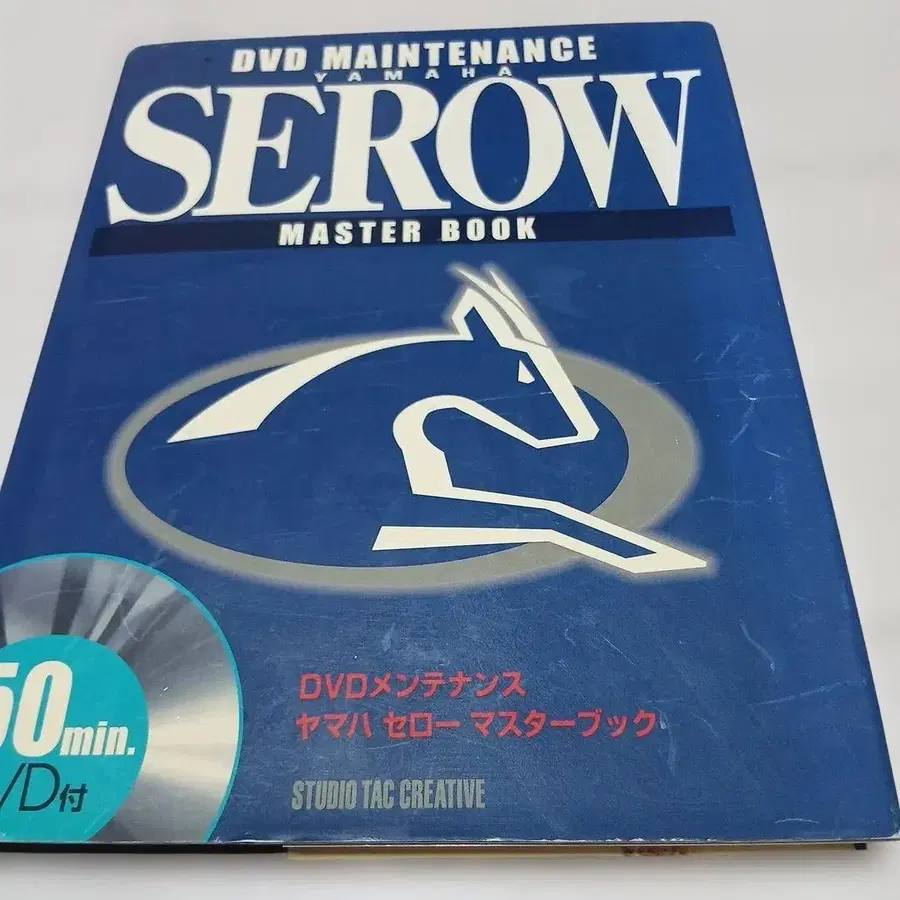 DVD MAINTENANCE
YAMAHA
SEROW
MASTER BOOK
50min.
付
DVDメンテナンス
ヤマハ セロー マスターブック
STUDIO TAC CREATIVE